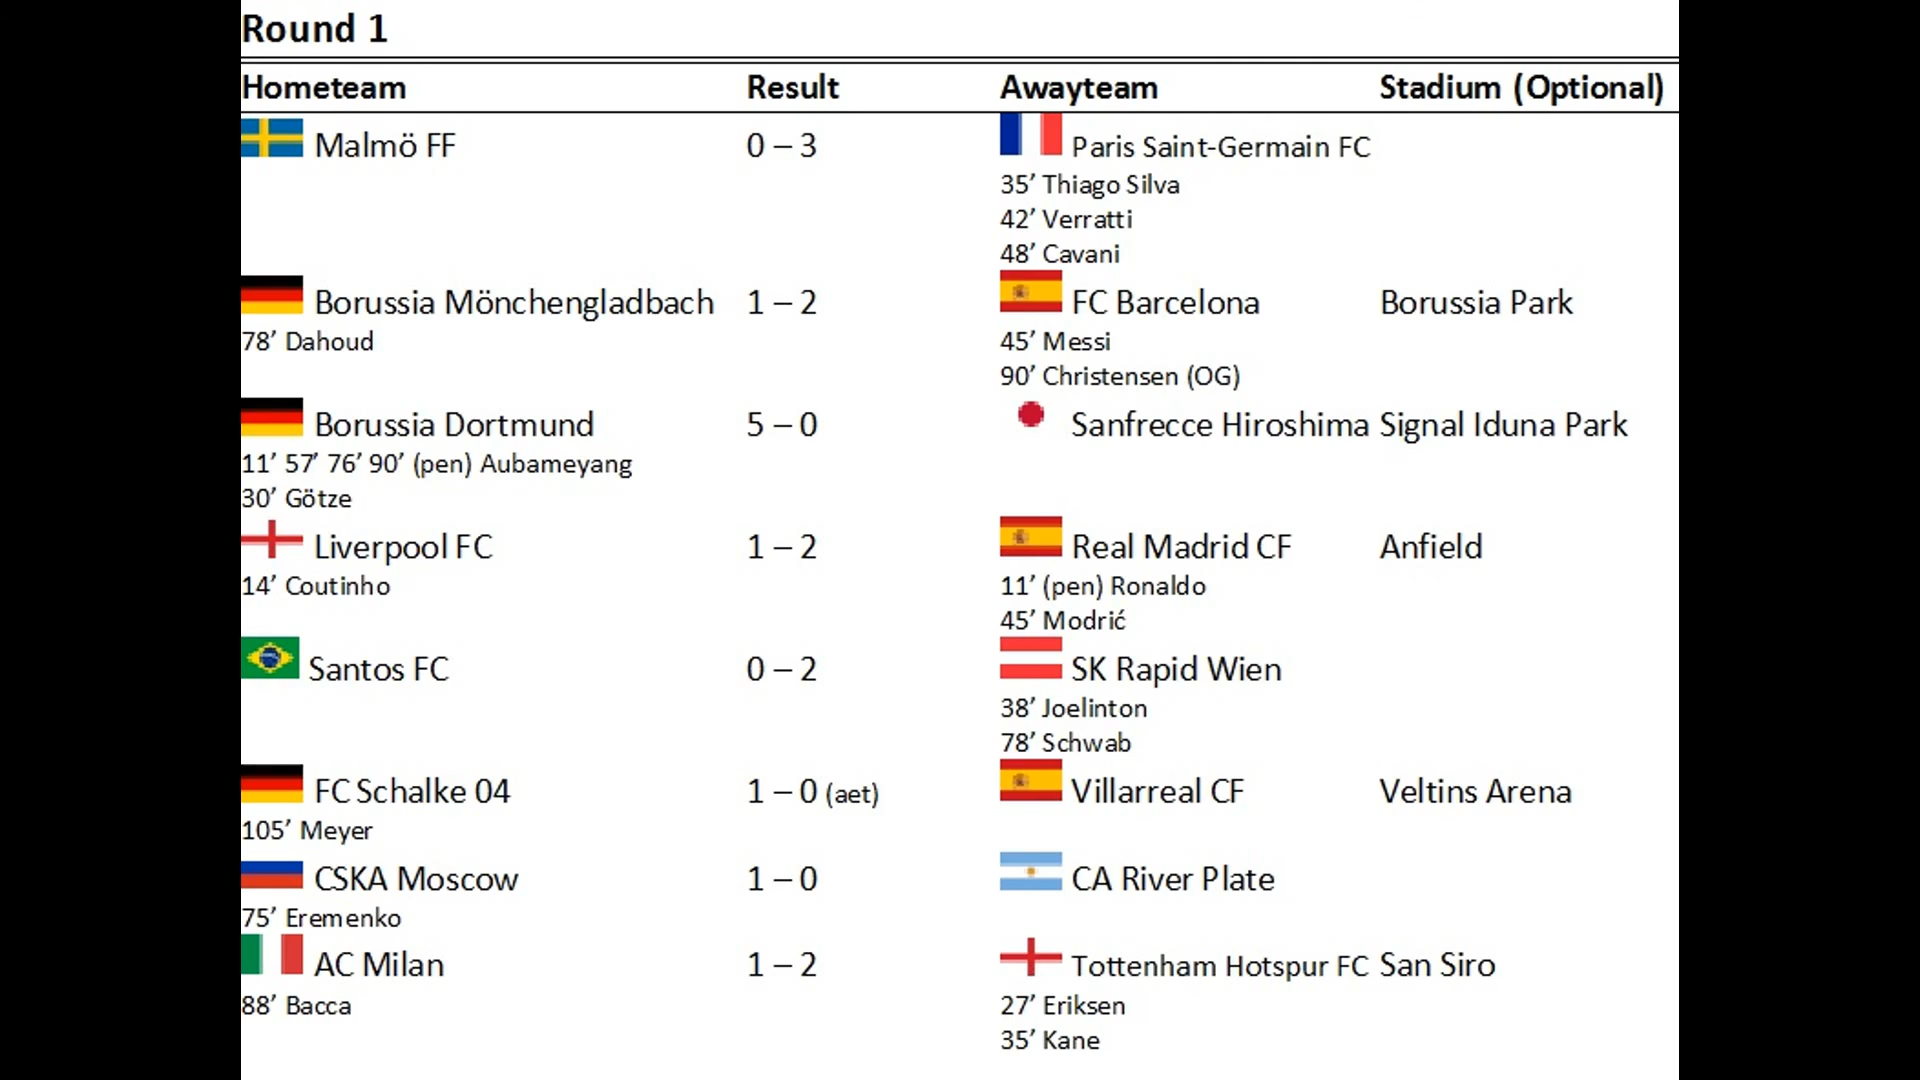 Round 1
Hometeam Result Awayteam Stadium (Optional)
Malmö FF 0 – 3 Paris Saint-Germain FC
35’ Thiago Silva
42’ Verratti
48’ Cavani
Borussia Mönchengladbach 1 – 2 FC Barcelona Borussia Park
78’ Dahoud 45’ Messi
90’ Christensen (OG)
Borussia Dortmund 5 – 0 Sanfrecce Hiroshima Signal Iduna Park
11’ 57’ 76’ 90’ (pen) Aubameyang
30’ Götze
Liverpool FC 1 – 2 Real Madrid CF Anfield
14’ Coutinho 11’ (pen) Ronaldo
45’ Modrić
Santos FC 0 – 2 SK Rapid Wien
38’ Joelinton
78’ Schwab
FC Schalke 04 1 – 0 (aet) Villarreal CF Veltins Arena
105’ Meyer
CSKA Moscow 1 – 0 CA River Plate
75’ Eremenko
AC Milan 1 – 2 Tottenham Hotspur FC San Siro
88’ Bacca 27’ Eriksen
35’ Kane